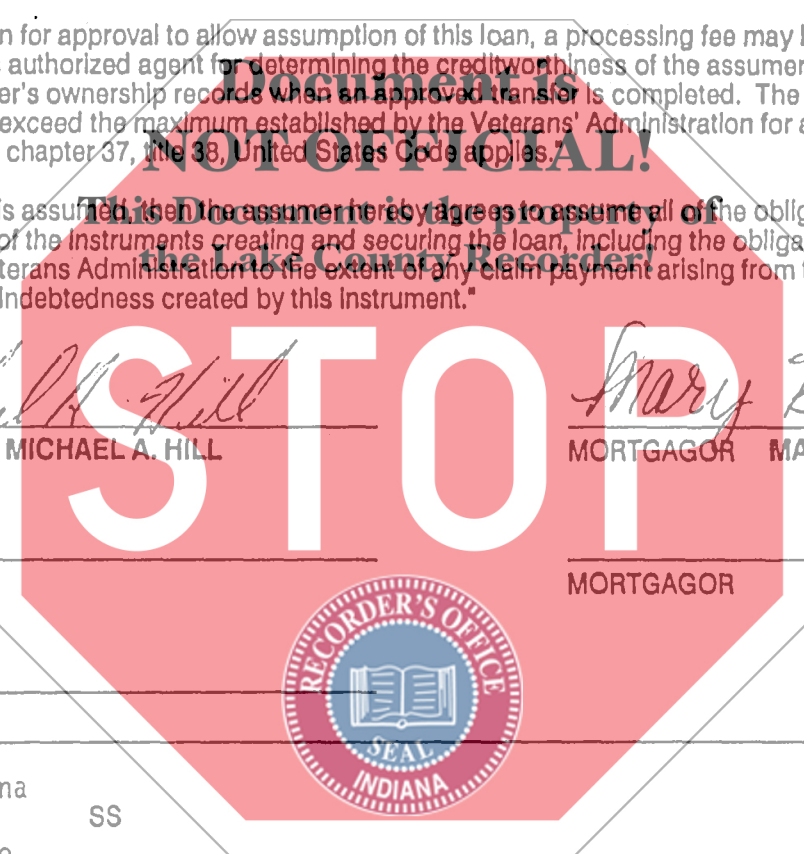 n for approval to allow assumption of this loan, a processing fee may
authorized agent for determining the creditworthiness of the assumer
er's ownership records when an approved transfer is completed. The
exceed the maximum established by the Veterans' Administration for a
chapter 37, title 38, United States Code applies."
Document is
NOT OFFICIAL!
This Document is the property of
the Lake County Recorder!
s assumed, then the assumer hereby agrees to assume all of the oblig
of the instruments creating and securing the loan, including the obliga
terans Administration to the extent of any claim payment arising from
indebtedness created by this instrument."
STOP
Hill
Mary
MICHAEL A. HILL
MORTGAGOR MA
MORTGAGOR
RECORDER'S OFFICE
SEAL
INDIANA
na
SS